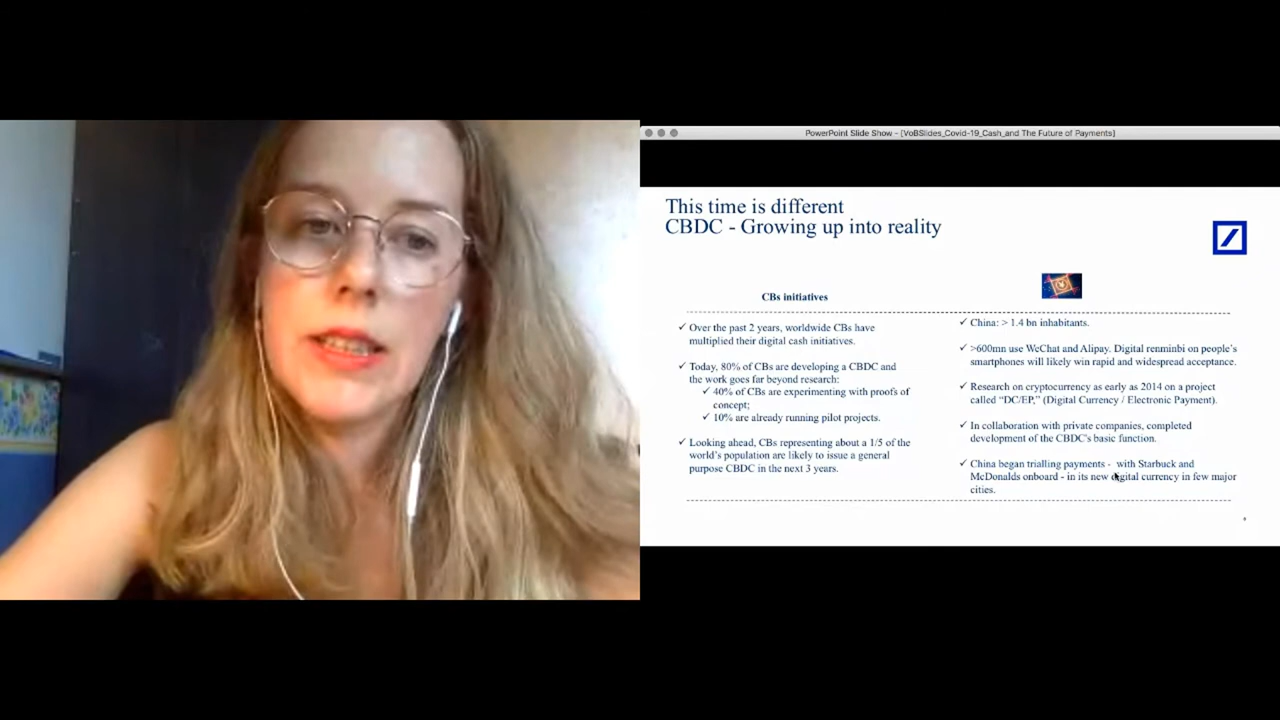 PowerPoint Slide Show - [VoBSlides_Covid-19_Cash_and The Future of Payments]
This time is different
CBDC - Growing up into reality
CBs initiatives
✓ Over the past 2 years, worldwide CBs have
multiplied their digital cash initiatives.
✓ Today, 80% of CBs are developing a CBDC and
the work goes far beyond research:
✓ 40% of CBs are experimenting with proofs of
concept;
✓ 10% are already running pilot projects.
✓ Looking ahead, CBs representing about a 1/5 of the
world's population are likely to issue a general
purpose CBDC in the next 3 years.
✓ China: > 1.4 bn inhabitants.
✓ >600mn use WeChat and Alipay. Digital renminbi on people's
smartphones will likely win rapid and widespread acceptance.
✓ Research on cryptocurrency as early as 2014 on a project
called “DC/EP,” (Digital Currency / Electronic Payment).
✓ In collaboration with private companies, completed
development of the CBDC's basic function.
✓ China began trialling payments - with Starbuck and
McDonalds onboard - in its new digital currency in few major
cities.